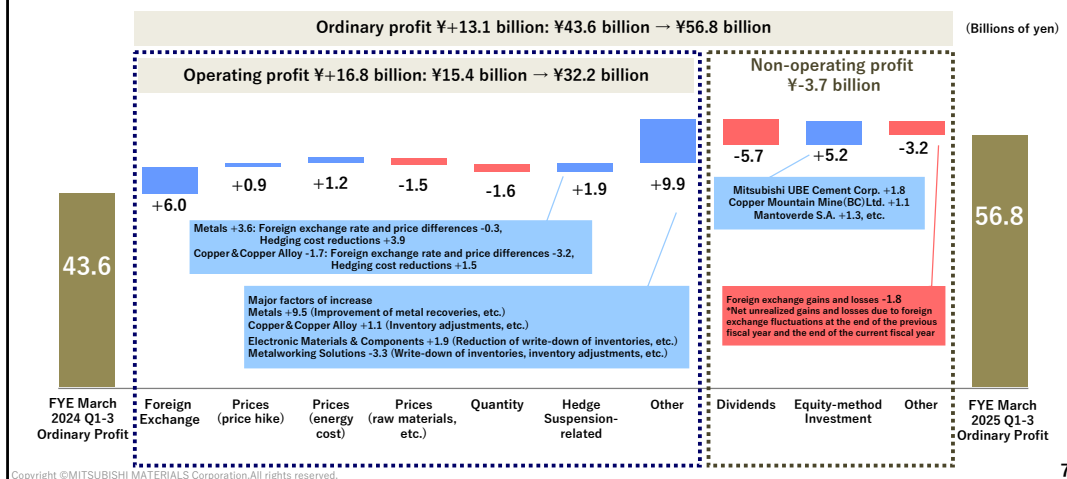 Ordinary profit ¥+13.1 billion: ¥43.6 billion → ¥56.8 billion
(Billions of yen)
Operating profit ¥+16.8 billion: ¥15.4 billion → ¥32.2 billion
Non-operating profit
¥-3.7 billion
+6.0
+0.9
+1.2
-1.5
-1.6
+1.9
+9.9
-5.7
+5.2
-3.2
Metals +3.6: Foreign exchange rate and price differences -0.3,
Hedging cost reductions +3.9
Copper&Copper Alloy -1.7: Foreign exchange rate and price differences -3.2,
Hedging cost reductions +1.5
Mitsubishi UBE Cement Corp. +1.8
Copper Mountain Mine(BC)Ltd. +1.1
Mantoverde S.A. +1.3, etc.
43.6
56.8
Major factors of increase
Metals +9.5 (Improvement of metal recoveries, etc.)
Copper&Copper Alloy +1.1 (Inventory adjustments, etc.)
Electronic Materials & Components +1.9 (Reduction of write-down of inventories, etc.)
Metalworking Solutions -3.3 (Write-down of inventories, inventory adjustments, etc.)
Foreign exchange gains and losses -1.8
*Net unrealized gains and losses due to foreign
exchange fluctuations at the end of the previous
fiscal year and the end of the current fiscal year
FYE March
2024 Q1-3
Ordinary Profit
Foreign
Exchange
Prices
(price hike)
Prices
(energy
cost)
Prices
(raw materials,
etc.)
Quantity
Hedge
Suspension-
related
Other
Dividends
Equity-method
Investment
Other
FYE March
2025 Q1-3
Ordinary Profit
Copyright ©MITSUBISHI MATERIALS Corporation.All rights reserved.
7